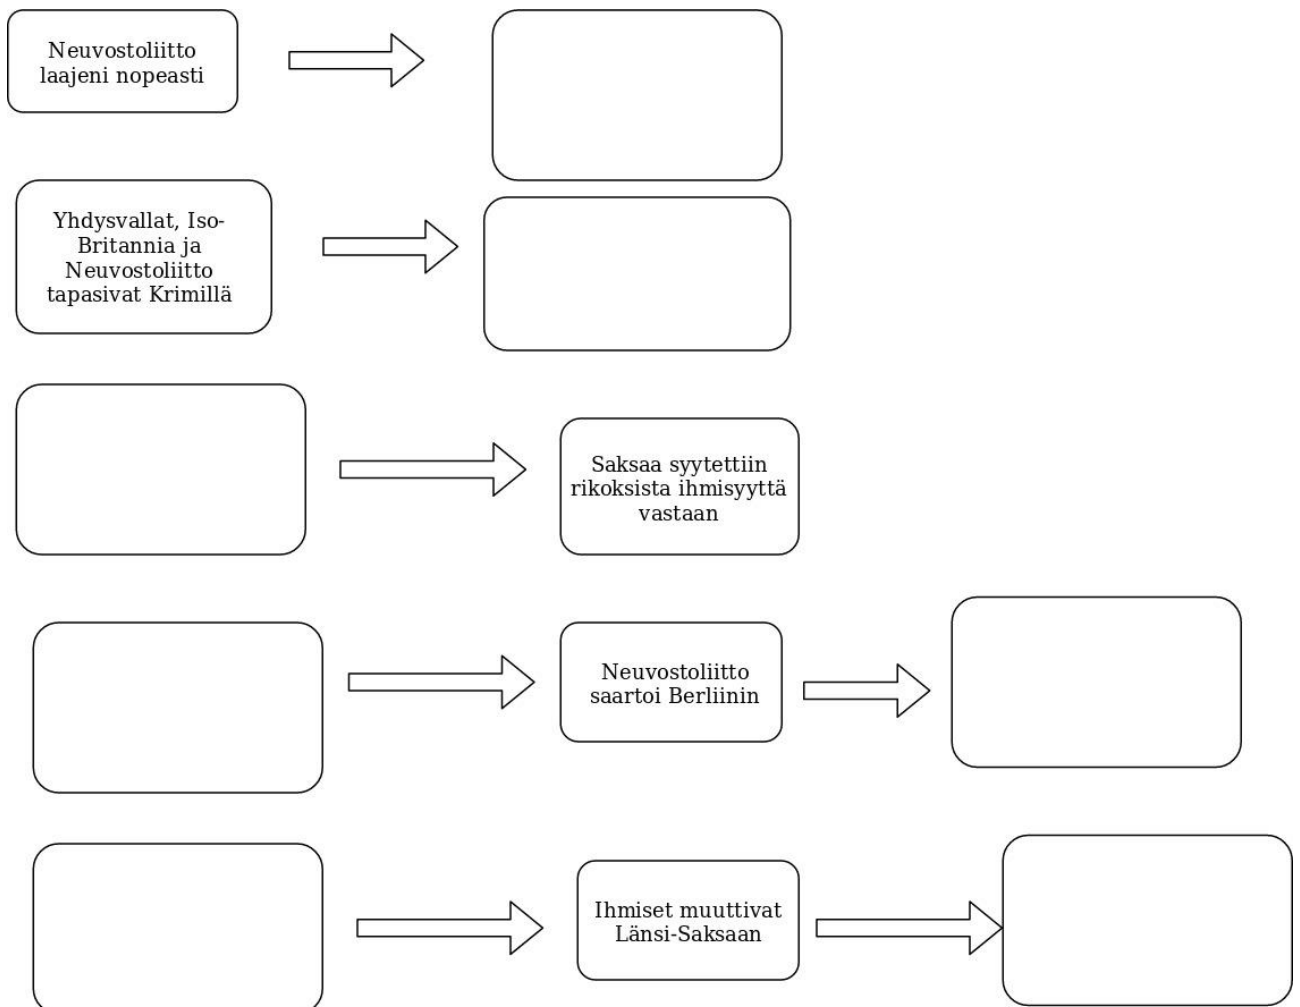 Neuvostoliitto
laajeni nopeasti
Yhdysvallat, Iso-
Britannia ja
Neuvostoliitto
tapasivat Krimillä
Saksaa syytettiin
rikoksista ihmisyyttä
vastaan
Neuvostoliitto
saartoi Berliinin
Ihmiset muuttivat
Länsi-Saksaan